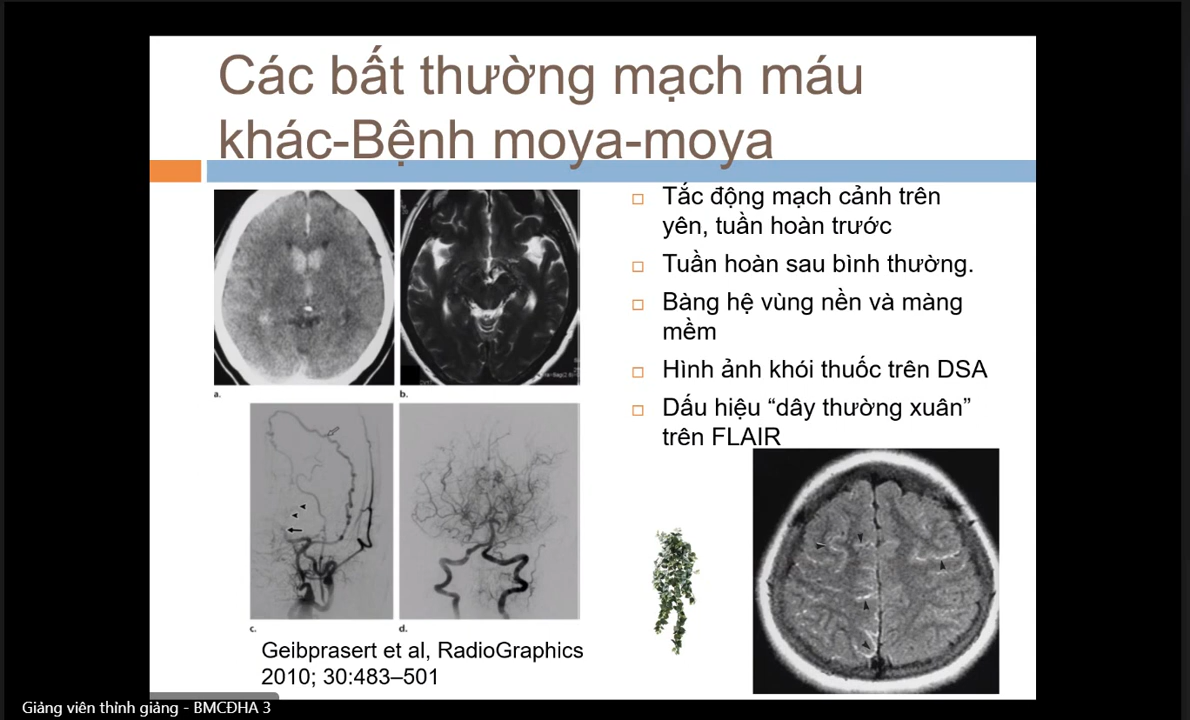 Các bất thường mạch máu
khác-Bệnh moya-moya
Tắc động mạch cảnh trên
yên, tuần hoàn trước
Tuần hoàn sau bình thường.
Bàng hệ vùng nền và màng
mềm
Hình ảnh khói thuốc trên DSA
Dấu hiệu “dây thường xuân”
trên FLAIR
a.
b.
c.
d.
Geibprasert et al, RadioGraphics
2010; 30:483–501
Giảng viên thỉnh giảng - BMCĐHA 3